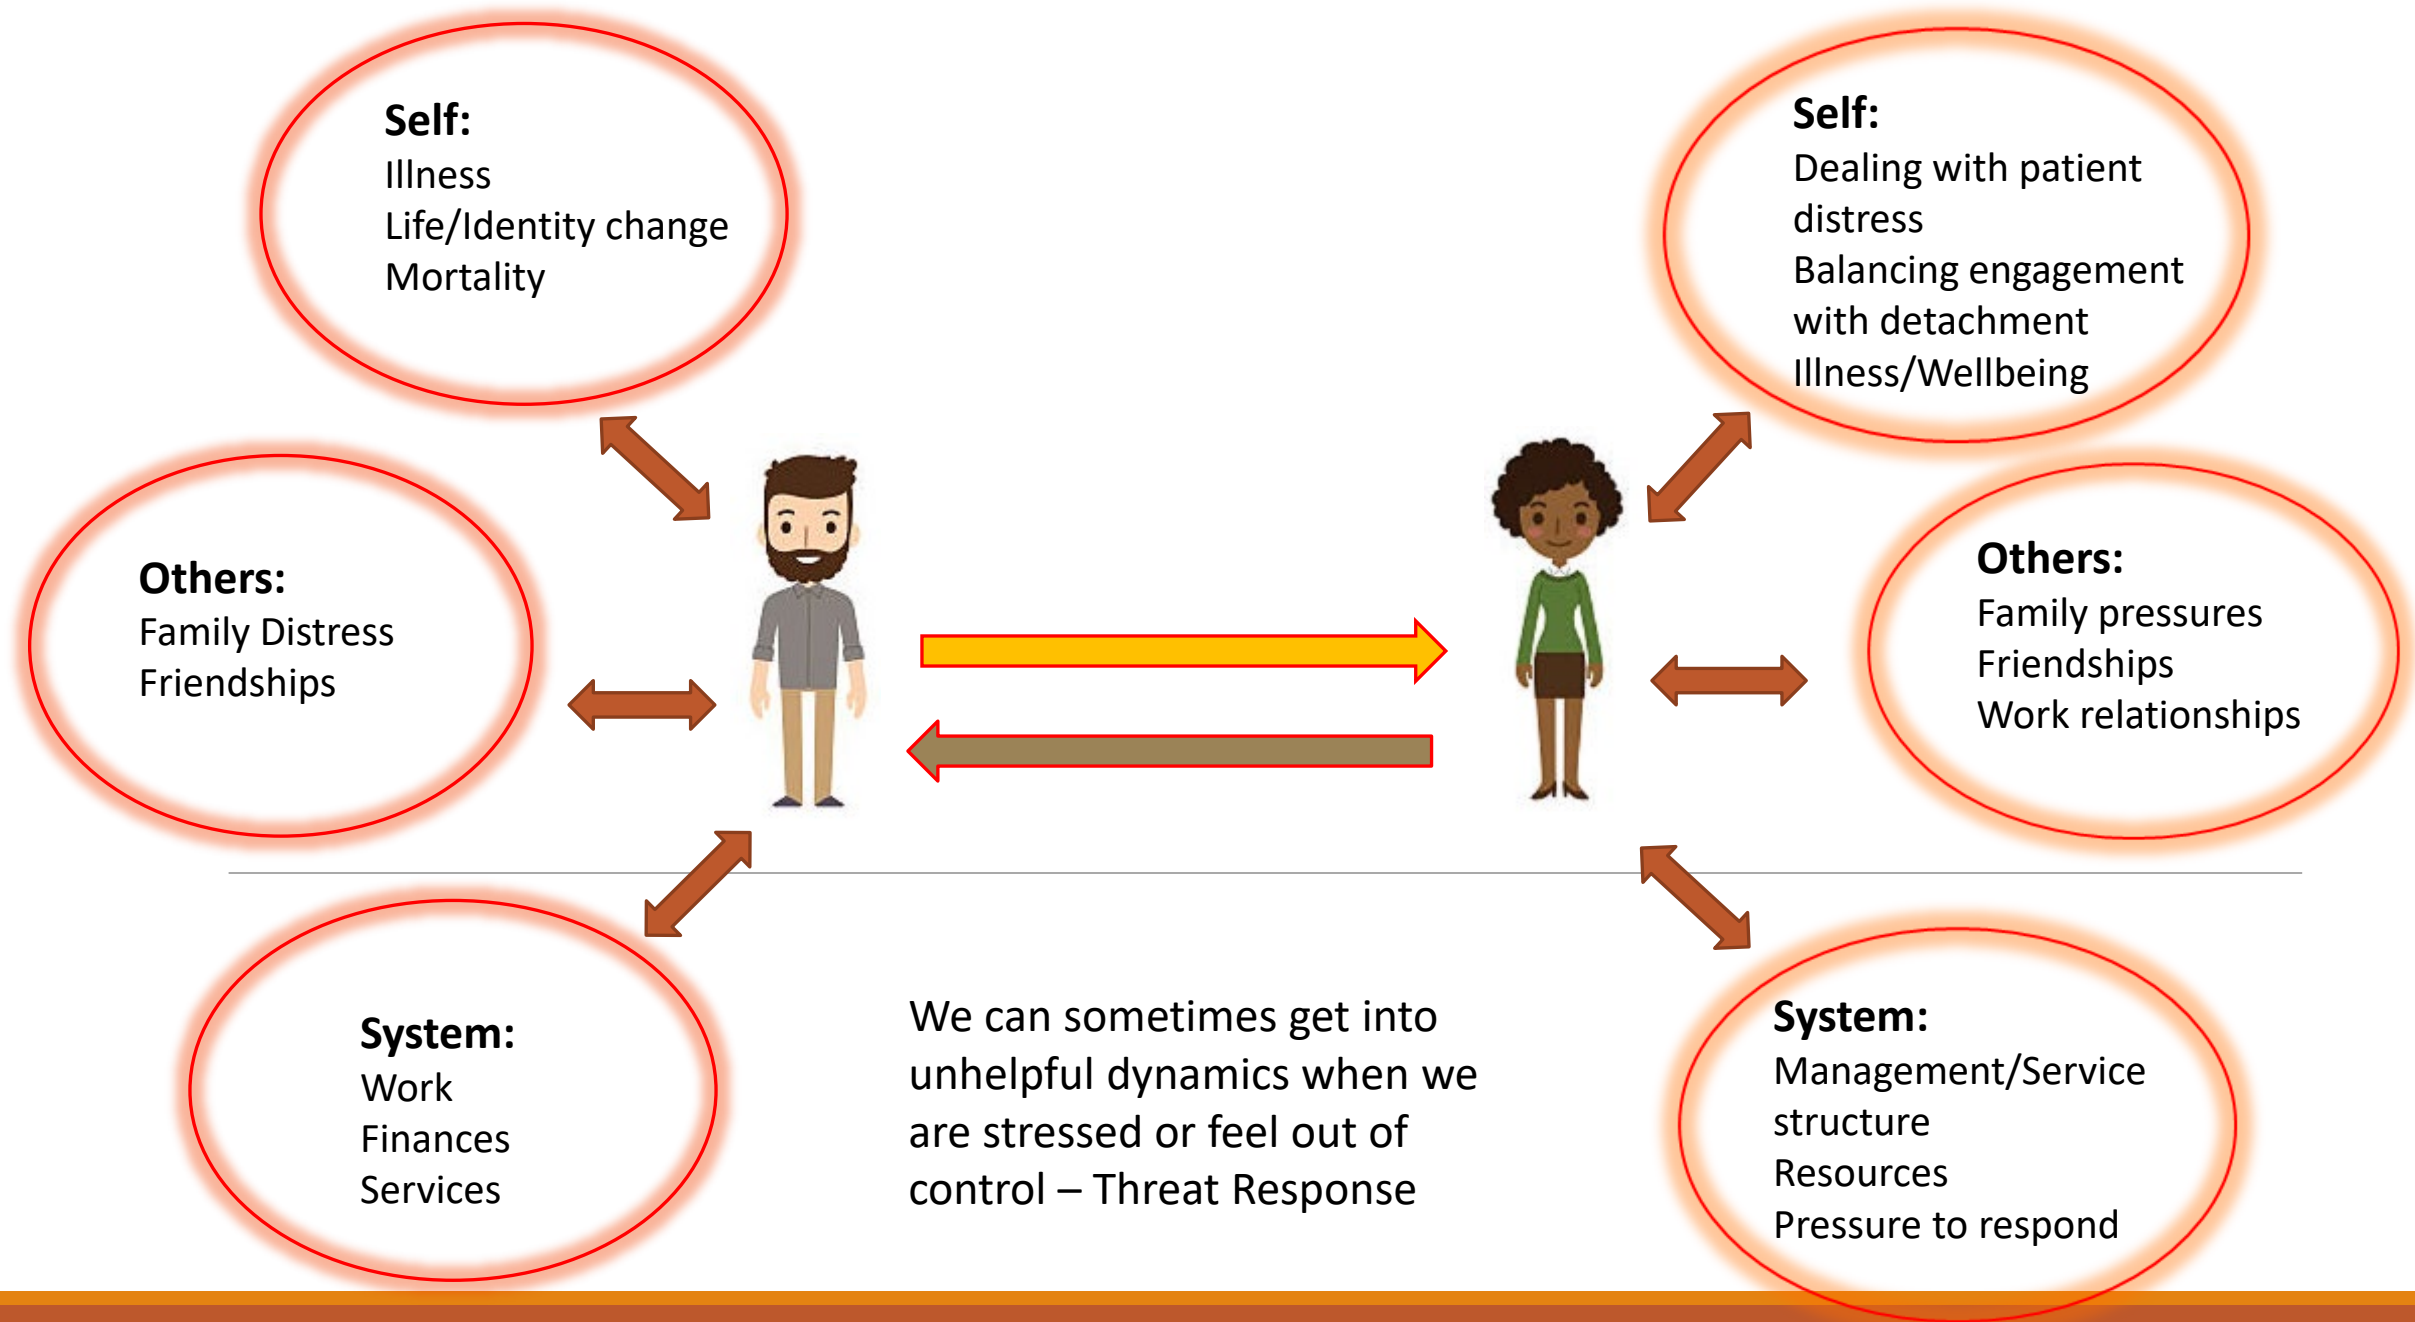 Self:
Illness
Life/Identity change
Mortality
Others:
Family Distress
Friendships
System:
Work
Finances
Services
We can sometimes get into
unhelpful dynamics when we
are stressed or feel out of
control – Threat Response
Self:
Dealing with patient
distress
Balancing engagement
with detachment
Illness/Wellbeing
Others:
Family pressures
Friendships
Work relationships
System:
Management/Service
structure
Resources
Pressure to respond